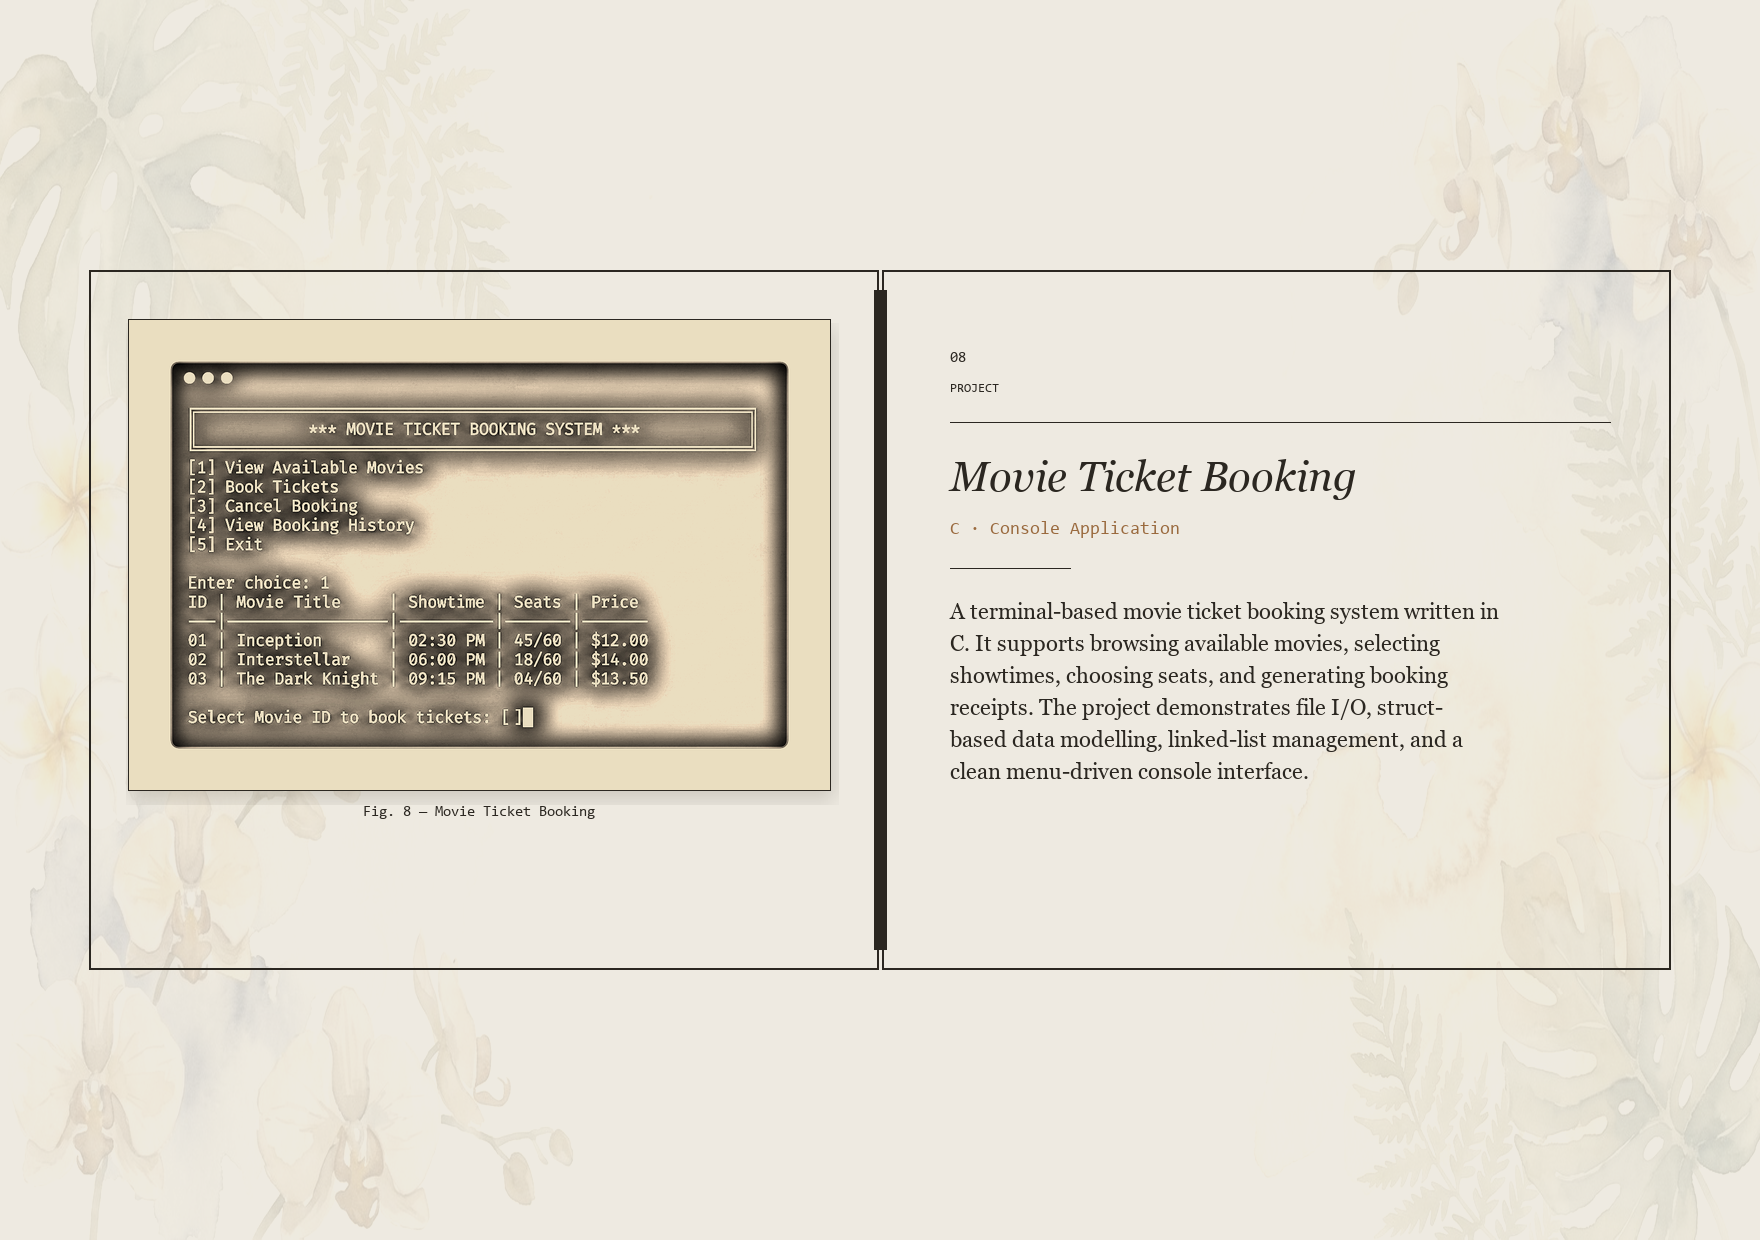 *** MOVIE TICKET BOOKING SYSTEM ***
[1] View Available Movies
[2] Book Tickets
[3] Cancel Booking
[4] View Booking History
[5] Exit
Enter choice: 1
ID | Movie Title | Showtime | Seats | Price
01 | Inception | 02:30 PM | 45/60 | $12.00
02 | Interstellar | 06:00 PM | 18/60 | $14.00
03 | The Dark Knight | 09:15 PM | 04/60 | $13.50
Select Movie ID to book tickets: [ ]
Fig. 8 — Movie Ticket Booking
08
PROJECT
Movie Ticket Booking
C · Console Application
A terminal-based movie ticket booking system written in
C. It supports browsing available movies, selecting
showtimes, choosing seats, and generating booking
receipts. The project demonstrates file I/O, struct-
based data modelling, linked-list management, and a
clean menu-driven console interface.